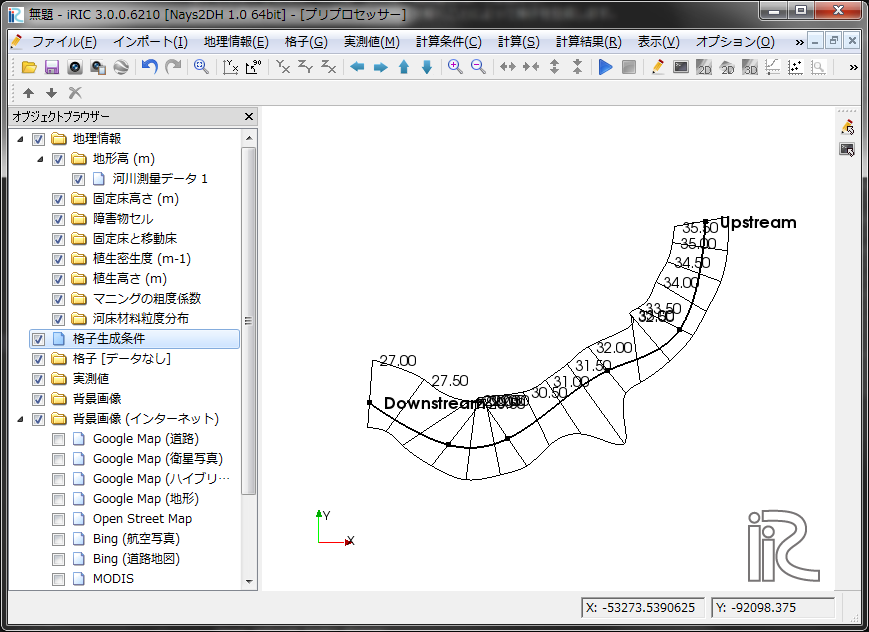 無題 - iRIC 3.0.0.6210 [Nays2DH 1.0 64bit] - [プリプロセッサー]
ファイル(F) インポート(I) 地理情報(E) 格子(G) 実測値(M) 計算条件(C) 計算(S) 計算結果(R) 表示(V) オプション(O) »
オブジェクトブラウザー
地理情報
地形高 (m)
河川測量データ 1
固定床高さ (m)
障害物セル
固定床と移動床
植生密生度 (m-1)
植生高さ (m)
マニングの粗度係数
河床材料粒度分布
格子生成条件
格子 [データなし]
実測値
背景画像
背景画像 (インターネット)
Google Map (道路)
Google Map (衛星写真)
Google Map (ハイブリ…
Google Map (地形)
Open Street Map
Bing (航空写真)
Bing (道路地図)
MODIS
Upstream
35.50
35.00
34.50
34.00
33.50
32.00
31.50
31.00
30.50
27.00
27.50
Downstream
Y
X
iRIC
X: -53273.5390625 Y: -92098.375